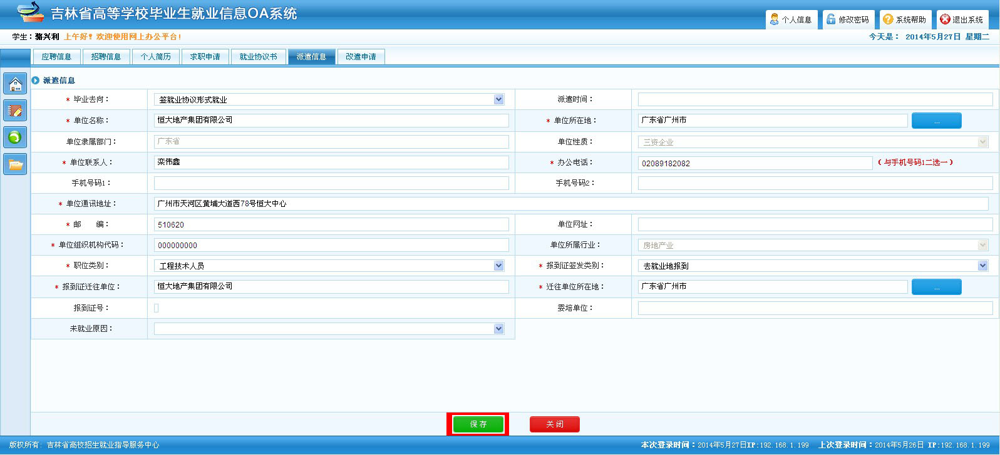 吉林省高等学校毕业生就业信息OA系统
个人信息 修改密码 系统帮助 退出系统
学生：骆兴利 上午好！欢迎使用网上办公平台！ 今天是： 2014年5月27日 星期二
应聘信息 招聘信息 个人简历 求职申请 就业协议书 派遣信息 改遣申请
派遣信息
* 毕业去向： 签就业协议形式就业 派遣时间：
* 单位名称： 恒大地产集团有限公司 * 单位所在地： 广东省广州市 ...
单位隶属部门： 广东省 单位性质： 三资企业
* 单位联系人： 栾伟鑫 * 办公电话： 02089182082 （与手机号码1二选一）
手机号码1： 手机号码2：
* 单位通讯地址： 广州市天河区黄埔大道西78号恒大中心
* 邮 编： 510620 单位网址：
* 单位组织机构代码： 000000000 单位所属行业： 房地产业
* 职位类别： 工程技术人员 * 报到证签发类别： 去就业地报到
* 报到证迁往单位： 恒大地产集团有限公司 * 迁往单位所在地： 广东省广州市 ...
报到证号： 委培单位：
未就业原因：
保存 关闭
版权所有：吉林省高校招生就业指导服务中心 本次登录时间：2014年5月27日IP:192.168.1.199 上次登录时间：2014年5月26日 IP:192.168.1.199